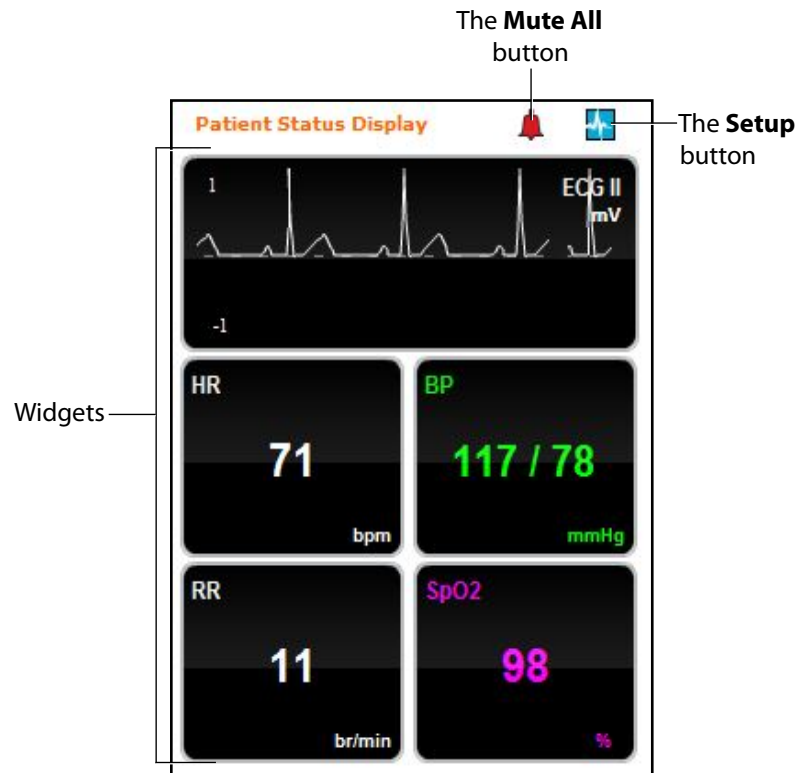 The Mute All
button
Patient Status Display
The Setup
button
1
ECG II
mV
-1
Widgets
HR
71
bpm
BP
117 / 78
mmHg
RR
11
br/min
SpO2
98
%